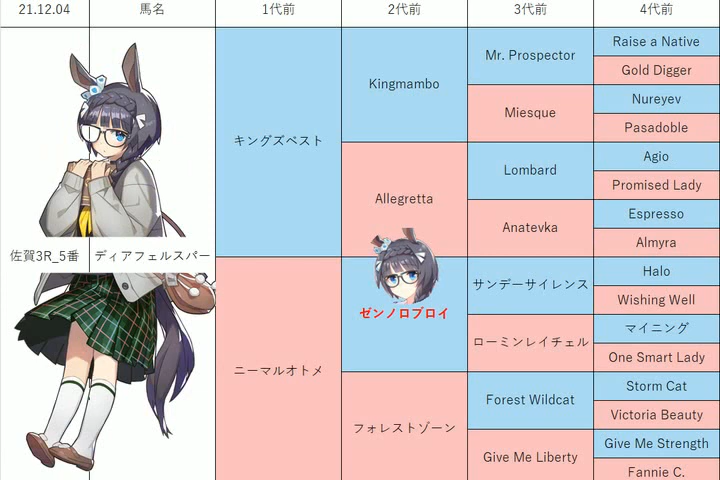 21.12.04 馬名 1代前 2代前 3代前 4代前
佐賀3R_5番 ディアフェルスパー
キングズベスト
ニーマルオトメ
Kingmambo
Allegretta
ゼンノロブロイ
フォレストゾーン
Mr. Prospector
Miesque
Lombard
Anatevka
サンデーサイレンス
ローミンレイチェル
Forest Wildcat
Give Me Liberty
Raise a Native
Gold Digger
Nureyev
Pasadoble
Agio
Promised Lady
Espresso
Almyra
Halo
Wishing Well
マイニング
One Smart Lady
Storm Cat
Victoria Beauty
Give Me Strength
Fannie C.